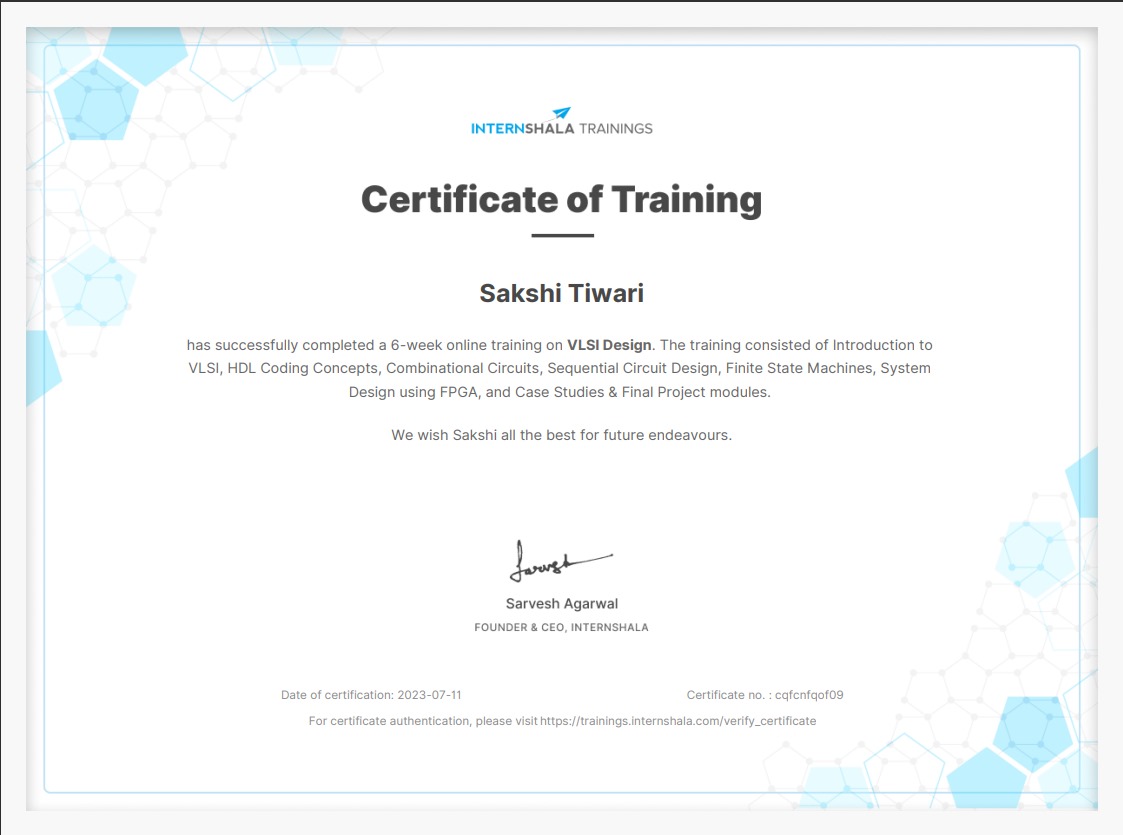 INTERNSHALA TRAININGS
Certificate of Training
Sakshi Tiwari
has successfully completed a 6-week online training on VLSI Design. The training consisted of Introduction to
VLSI, HDL Coding Concepts, Combinational Circuits, Sequential Circuit Design, Finite State Machines, System
Design using FPGA, and Case Studies & Final Project modules.
We wish Sakshi all the best for future endeavours.
Sarvesh
Sarvesh Agarwal
FOUNDER & CEO, INTERNSHALA
Date of certification: 2023-07-11 Certificate no. : cqfcnfqof09
For certificate authentication, please visit https://trainings.internshala.com/verify_certificate